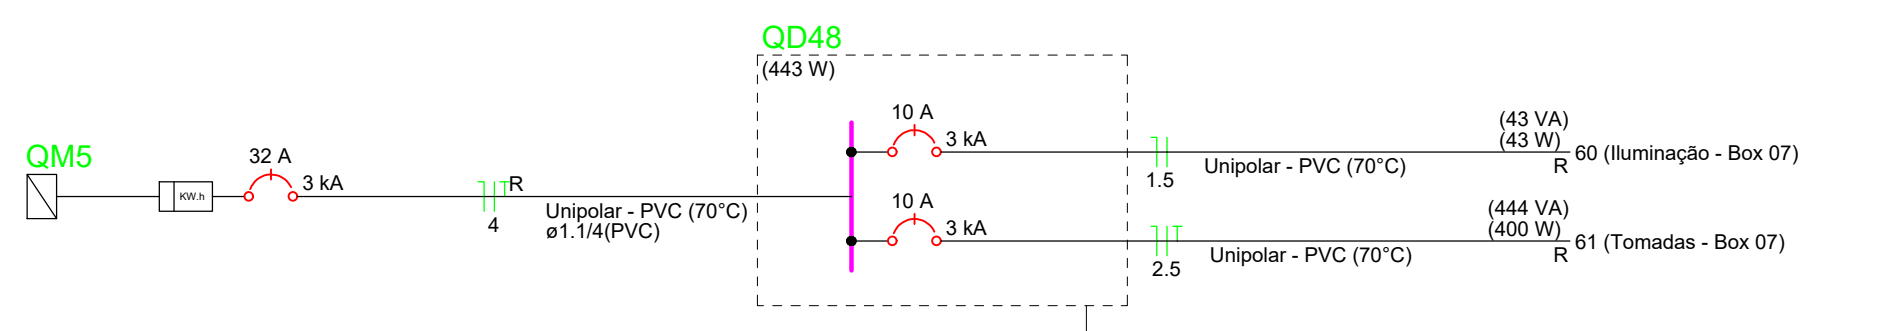 QM5
KW.h
32 A
3 kA
R
4
Unipolar - PVC (70°C)
ø1.1/4(PVC)
QD48
(443 W)
10 A
3 kA
1.5
Unipolar - PVC (70°C)
(43 VA)
(43 W)
R
60 (Iluminação - Box 07)
10 A
3 kA
2.5
Unipolar - PVC (70°C)
(444 VA)
(400 W)
R
61 (Tomadas - Box 07)